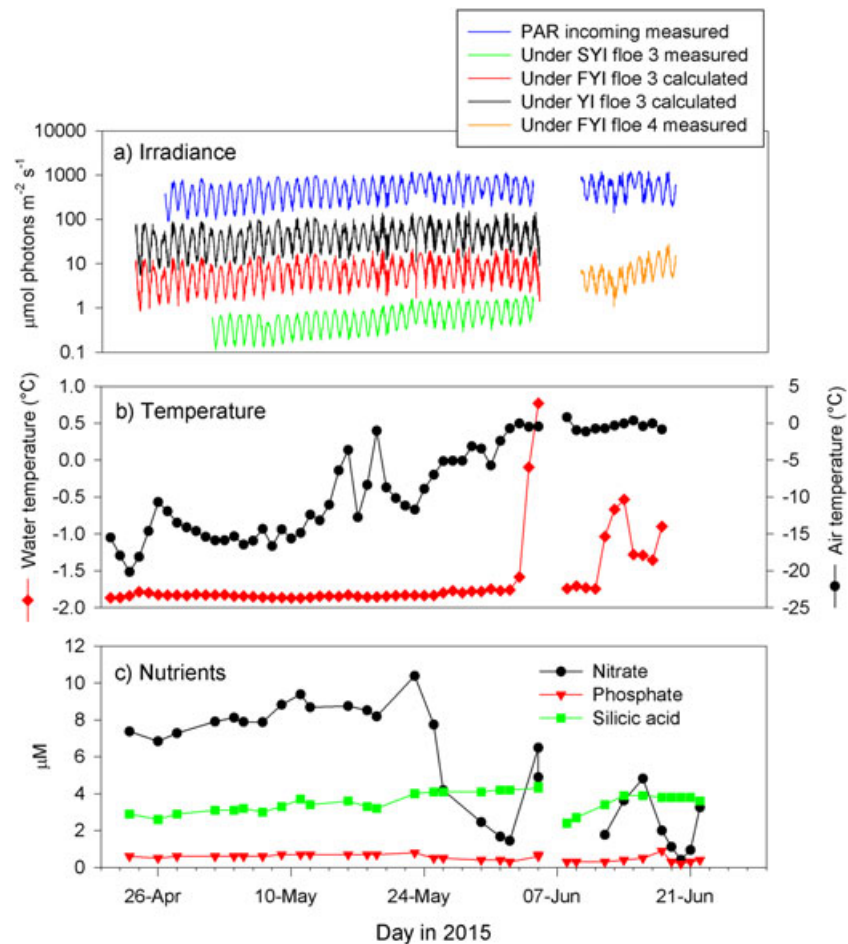 PAR incoming measured
Under SYI floe 3 measured
Under FYI floe 3 calculated
Under YI floe 3 calculated
Under FYI floe 4 measured
a) Irradiance
10000
1000
100
10
1
0.1
µmol photons m⁻² s⁻¹
b) Temperature
1.0
0.5
0.0
-0.5
-1.0
-1.5
-2.0
Water temperature (°C)
5
0
-5
-10
-15
-20
-25
Air temperature (°C)
c) Nutrients
Nitrate
Phosphate
Silicic acid
12
10
8
6
4
2
0
µM
26-Apr
10-May
24-May
07-Jun
21-Jun
Day in 2015